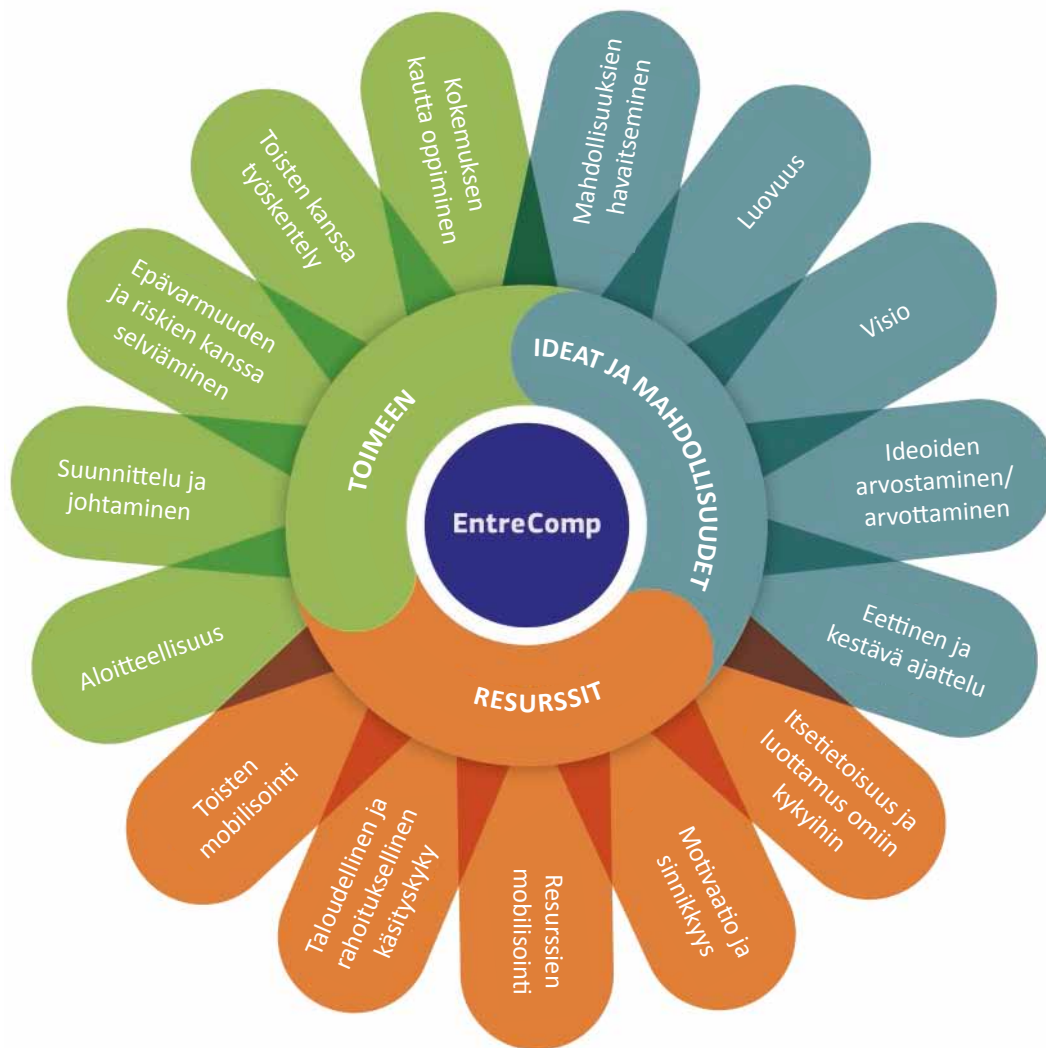 EntreComp
IDEAT JA MAHDOLLISUUDET
Mahdollisuuksien
havaitseminen
Luovuus
Visio
Ideoiden
arvostaminen/
arvottaminen
Eettinen ja
kestävä ajattelu
RESURSSIT
Itsetietoisuus ja
luottamus omiin
kykyihin
Motivaatio ja
sinnikkyys
Resurssien
mobilisointi
Taloudellinen ja
rahoituksellinen
käsityskyky
Toisten
mobilisointi
TOIMEEN
Aloitteellisuus
Suunnittelu ja
johtaminen
Epävarmuuden
ja riskien kanssa
selviäminen
Toisten kanssa
työskentely
Kokemuksen
kautta oppiminen